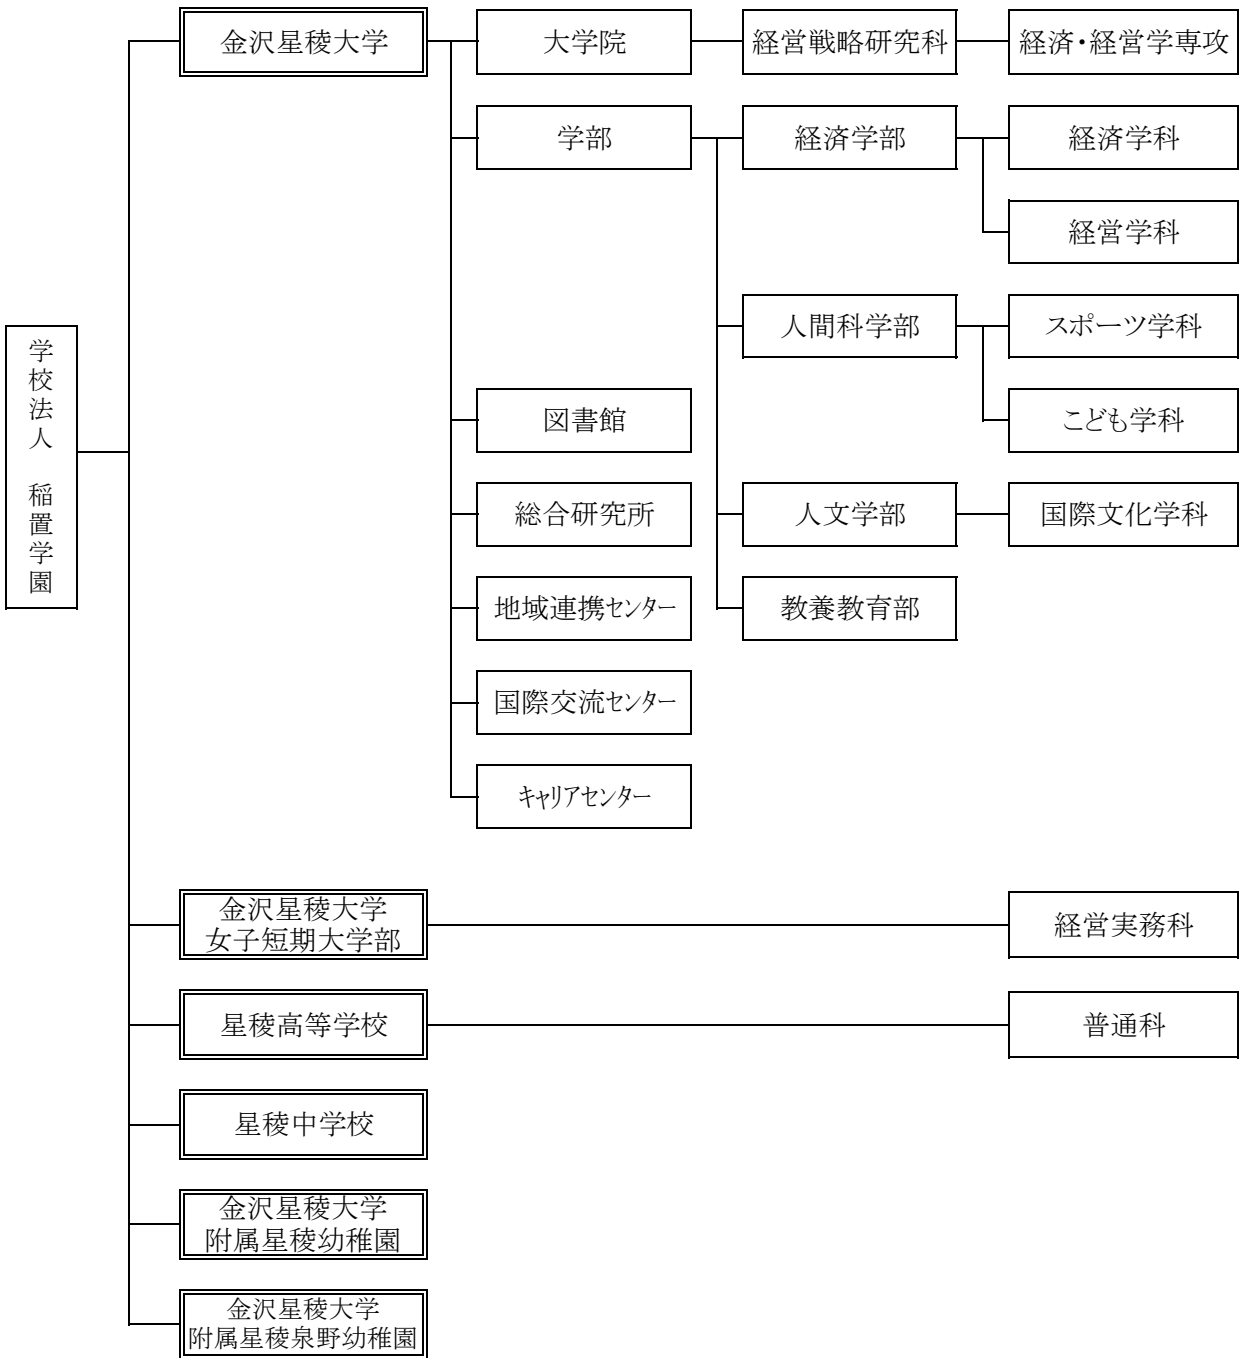 学校法人 稲置学園
金沢星稜大学
大学院
経営戦略研究科
経済・経営学専攻
学部
経済学部
経済学科
経営学科
人間科学部
スポーツ学科
こども学科
図書館
総合研究所
人文学部
国際文化学科
地域連携センター
教養教育部
国際交流センター
キャリアセンター
金沢星稜大学
女子短期大学部
経営実務科
星稜高等学校
普通科
星稜中学校
金沢星稜大学
附属星稜幼稚園
金沢星稜大学
附属星稜泉野幼稚園